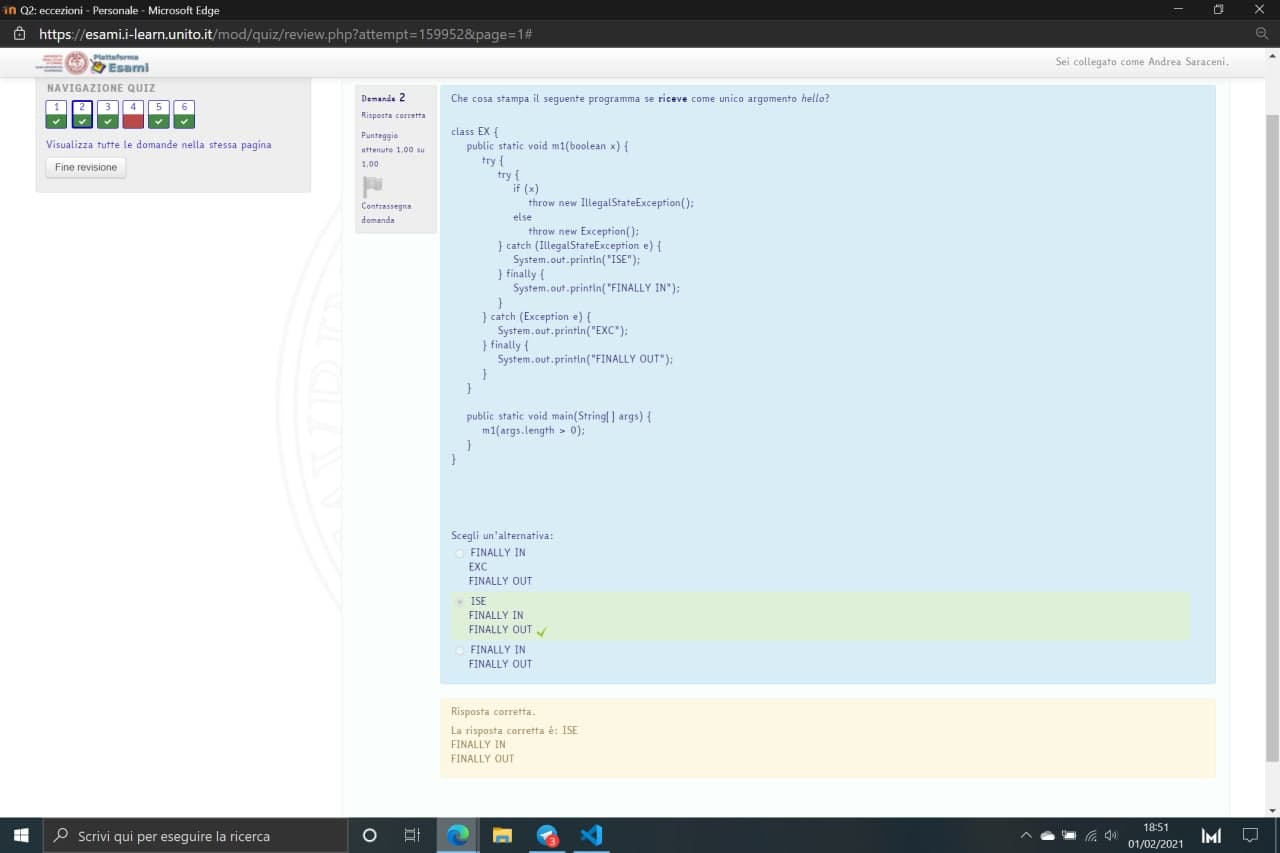 Q2: eccezioni - Personale - Microsoft Edge
https://esami.i-learn.unito.it/mod/quiz/review.php?attempt=159952&page=1#
Piattaforma
Esami
Sei collegato come Andrea Saraceni.
NAVIGAZIONE QUIZ
1 2 3 4 5 6
Visualizza tutte le domande nella stessa pagina
Fine revisione
Domanda 2
Risposta corretta
Punteggio
ottenuto 1,00 su
1,00
Contrassegna
domanda
Che cosa stampa il seguente programma se riceve come unico argomento hello?
class EX {
public static void m1(boolean x) {
try {
try {
if (x)
throw new IllegalStateException();
else
throw new Exception();
} catch (IllegalStateException e) {
System.out.println("ISE");
} finally {
System.out.println("FINALLY IN");
}
} catch (Exception e) {
System.out.println("EXC");
} finally {
System.out.println("FINALLY OUT");
}
}
public static void main(String[] args) {
m1(args.length > 0);
}
}
Scegli un'alternativa:
FINALLY IN
EXC
FINALLY OUT
ISE
FINALLY IN
FINALLY OUT
FINALLY IN
FINALLY OUT
Risposta corretta.
La risposta corretta è: ISE
FINALLY IN
FINALLY OUT
Scrivi qui per eseguire la ricerca
3
18:51
01/02/2021